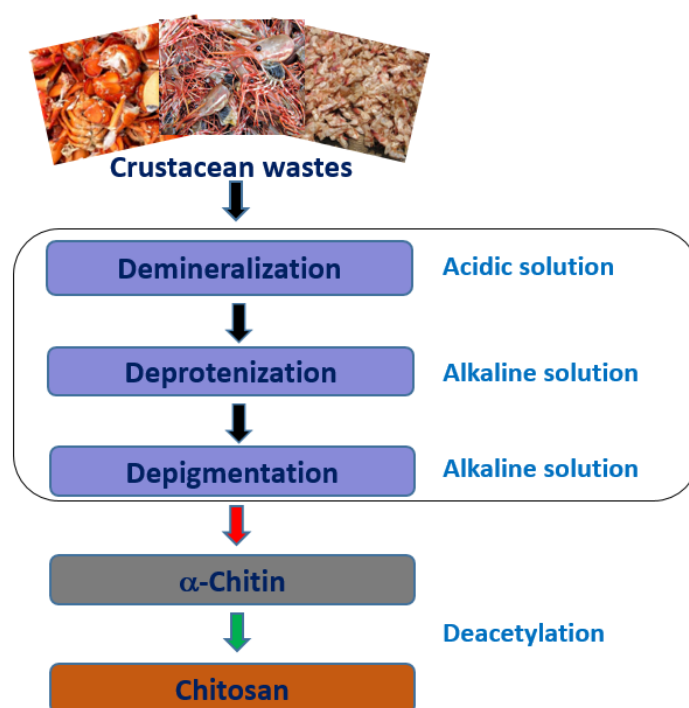 Crustacean wastes
Demineralization Acidic solution
Deprotenization Alkaline solution
Depigmentation Alkaline solution
α-Chitin
Deacetylation
Chitosan